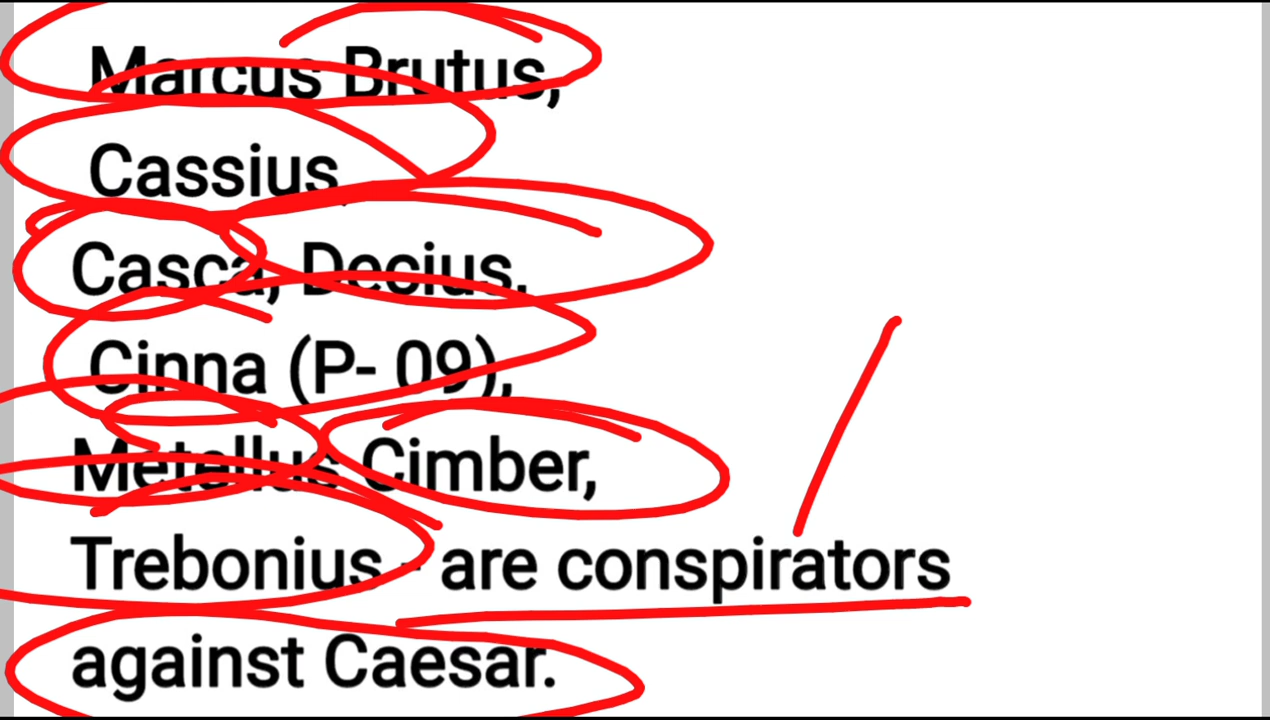 Marcus Brutus,
Cassius,
Casca, Decius,
Cinna (P- 09),
Metellus Cimber,
Trebonius - are conspirators
against Caesar.